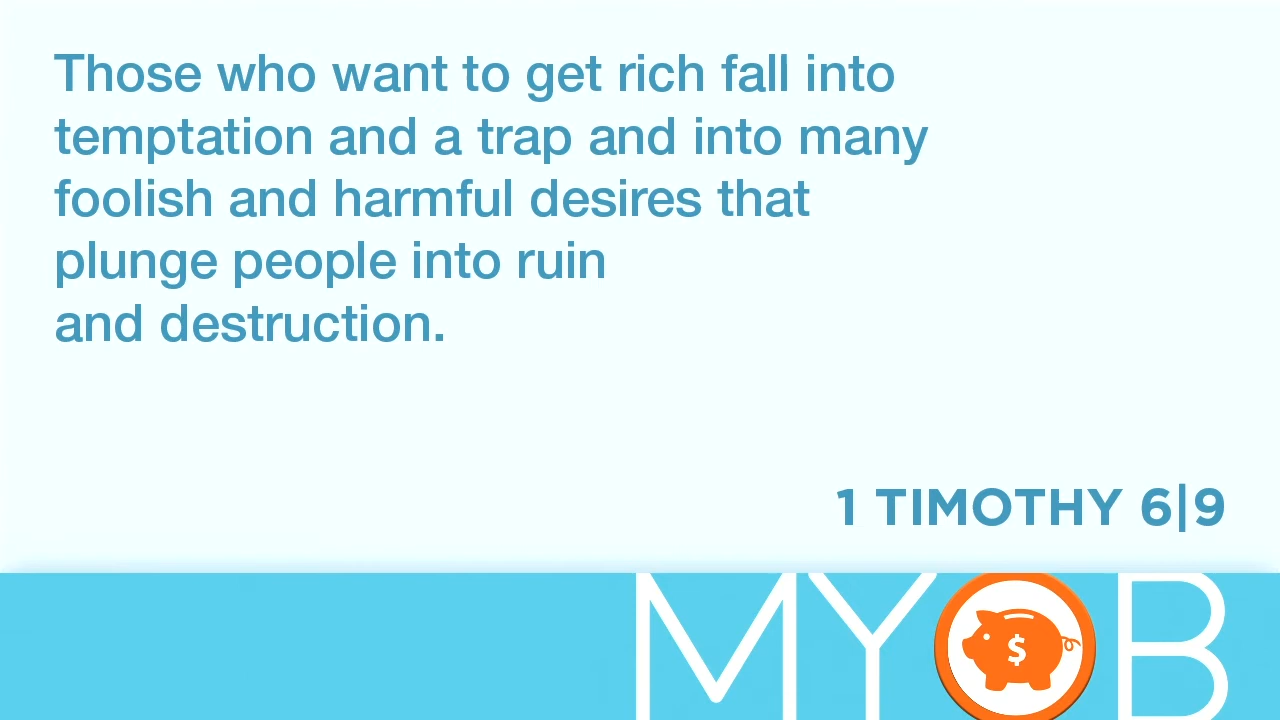 Those who want to get rich fall into
temptation and a trap and into many
foolish and harmful desires that
plunge people into ruin
and destruction.
1 TIMOTHY 6|9
MYOB
$